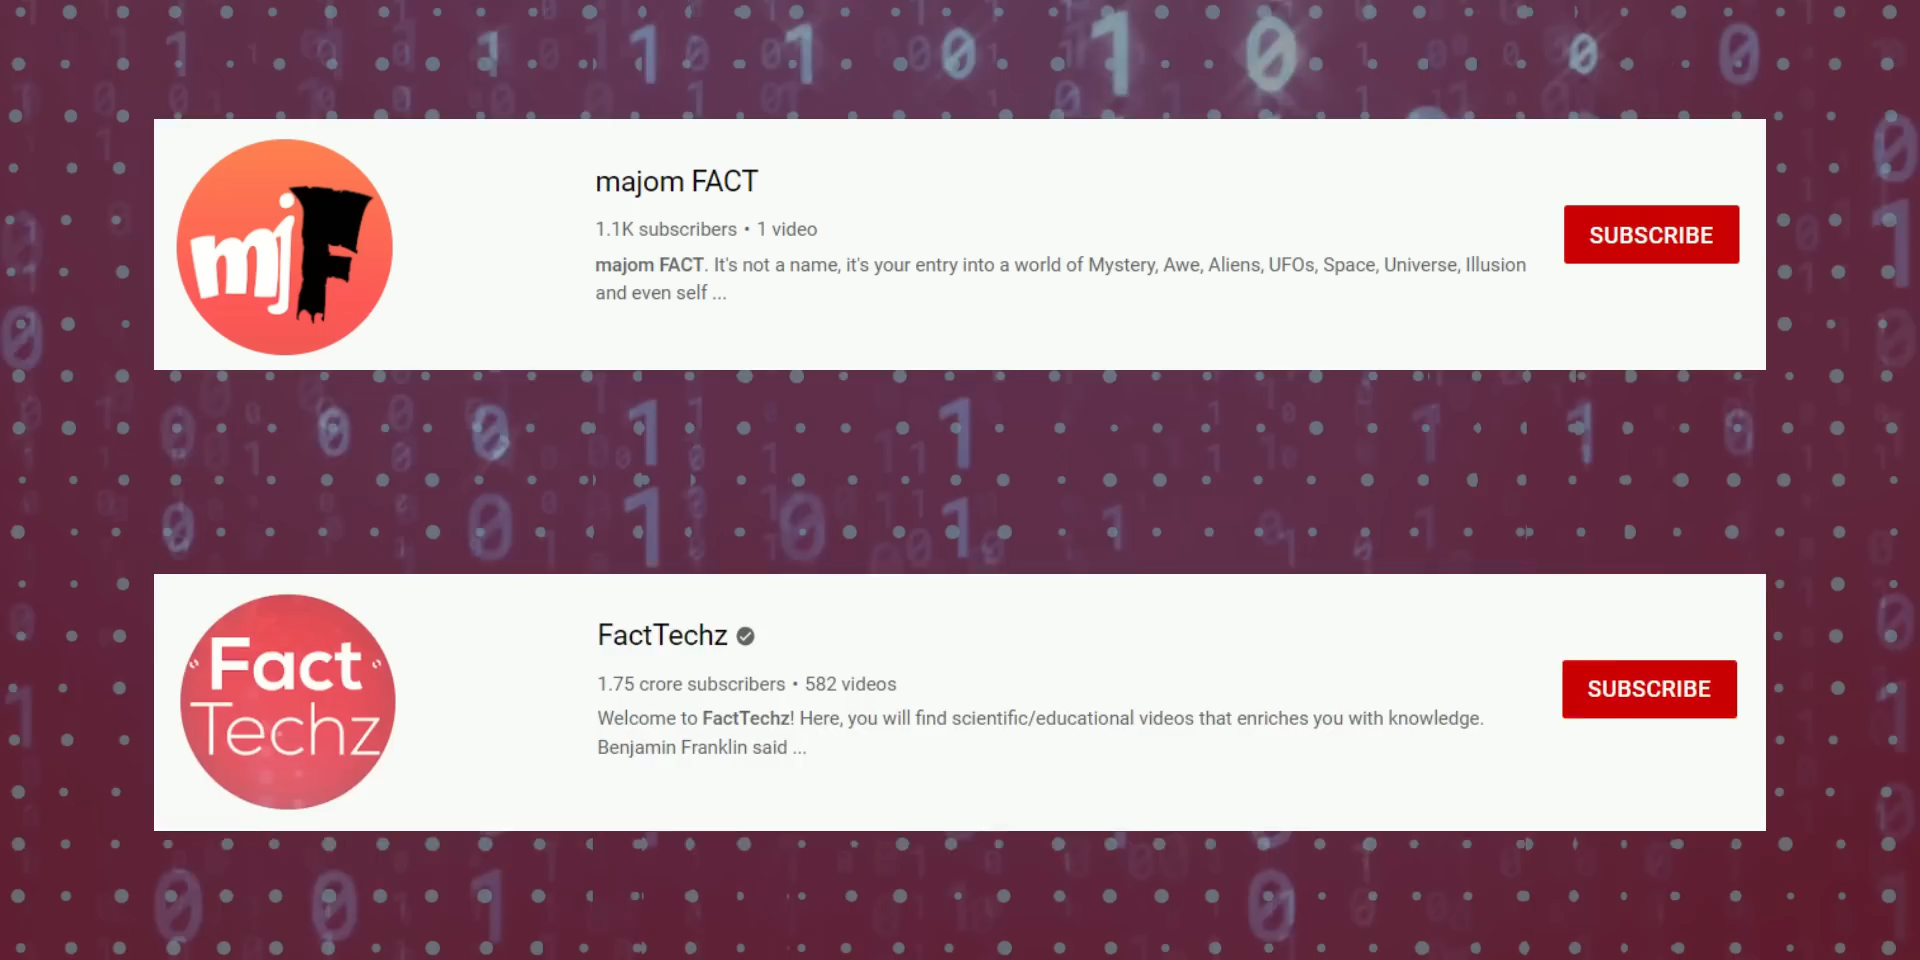 mjF
majom FACT
1.1K subscribers • 1 video
majom FACT. It's not a name, it's your entry into a world of Mystery, Awe, Aliens, UFOs, Space, Universe, Illusion
and even self ...
SUBSCRIBE
Fact
Techz
FactTechz
1.75 crore subscribers • 582 videos
Welcome to FactTechz! Here, you will find scientific/educational videos that enriches you with knowledge.
Benjamin Franklin said ...
SUBSCRIBE